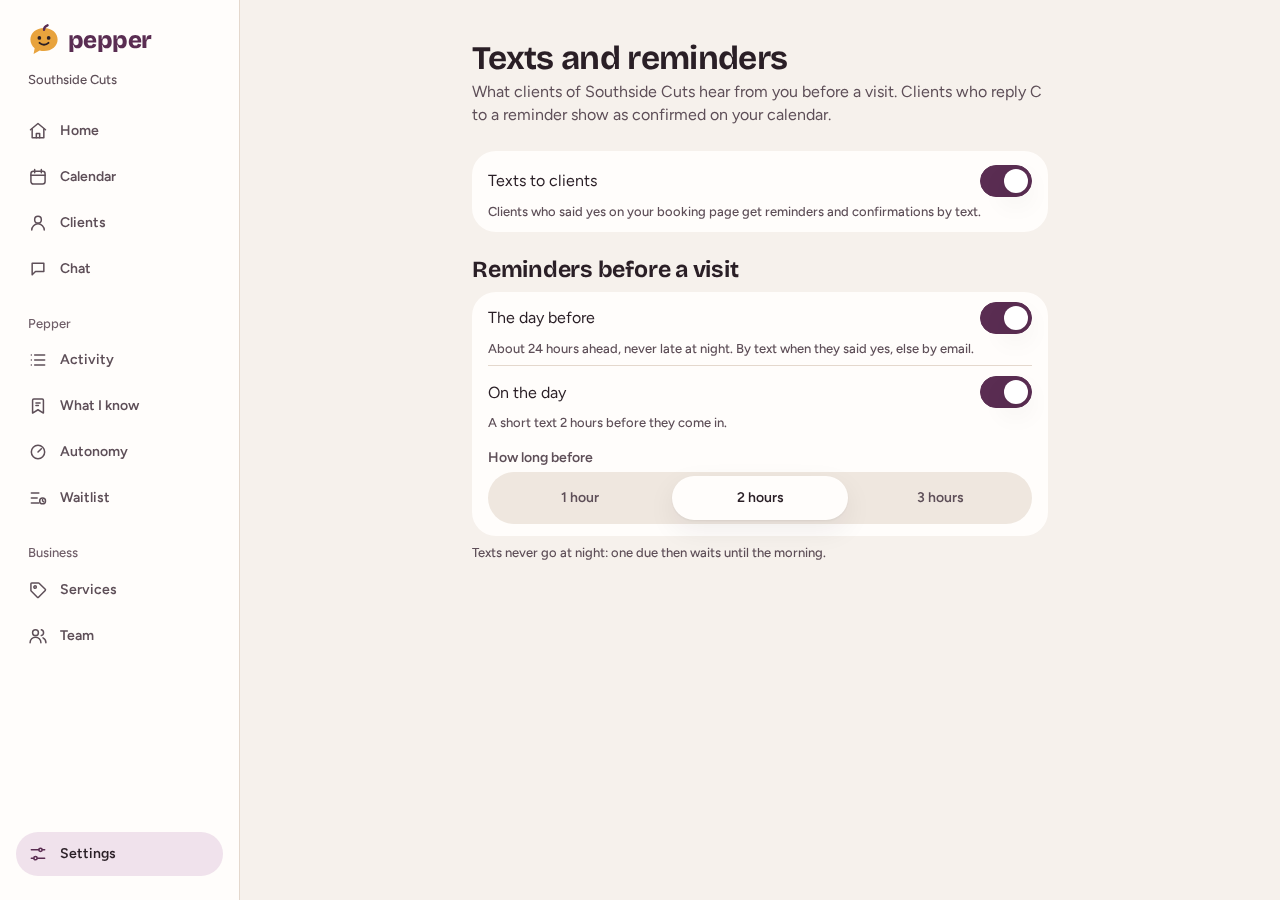 pepper
Southside Cuts
Home
Calendar
Clients
Chat
Pepper
Activity
What I know
Autonomy
Waitlist
Business
Services
Team
Settings
Texts and reminders
What clients of Southside Cuts hear from you before a visit. Clients who reply C
to a reminder show as confirmed on your calendar.
Texts to clients
Clients who said yes on your booking page get reminders and confirmations by text.
Reminders before a visit
The day before
About 24 hours ahead, never late at night. By text when they said yes, else by email.
On the day
A short text 2 hours before they come in.
How long before
1 hour
2 hours
3 hours
Texts never go at night: one due then waits until the morning.